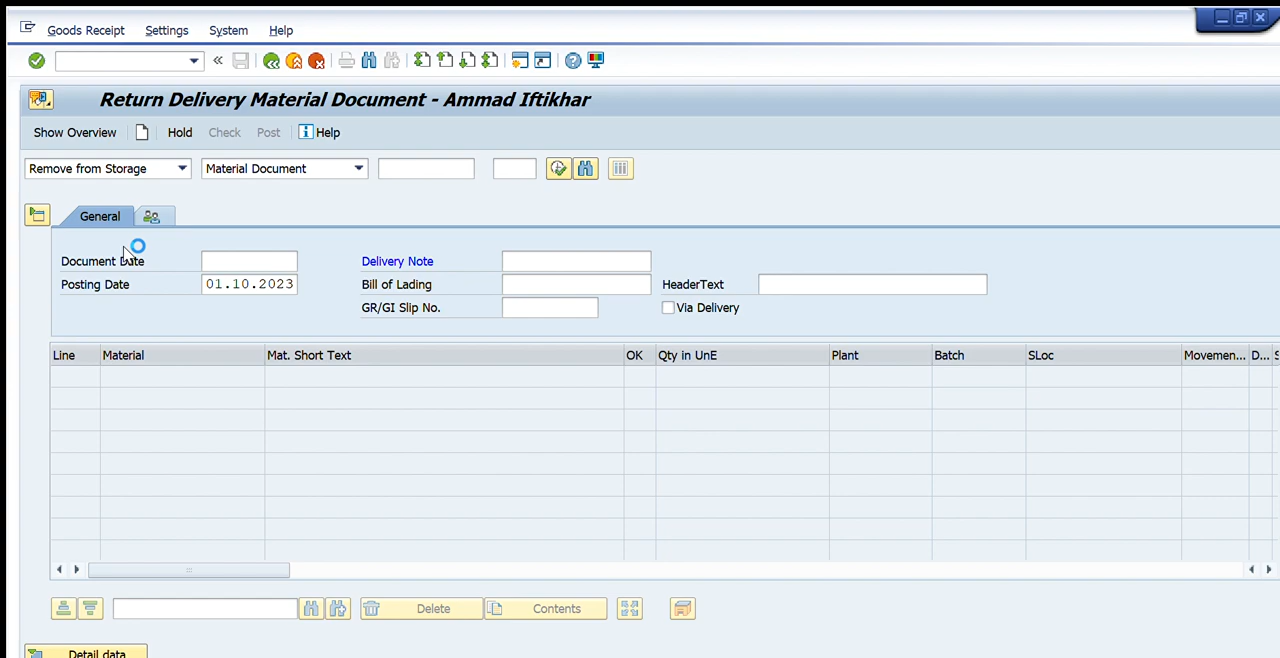 Goods Receipt Settings System Help
Return Delivery Material Document - Ammad Iftikhar
Show Overview Hold Check Post Help
Remove from Storage Material Document
General
Document Date Delivery Note
Posting Date 01.10.2023 Bill of Lading HeaderText
GR/GI Slip No. Via Delivery
Line Material Mat. Short Text OK Qty in UnE Plant Batch SLoc Movemen... D... S
Delete Contents
Detail data